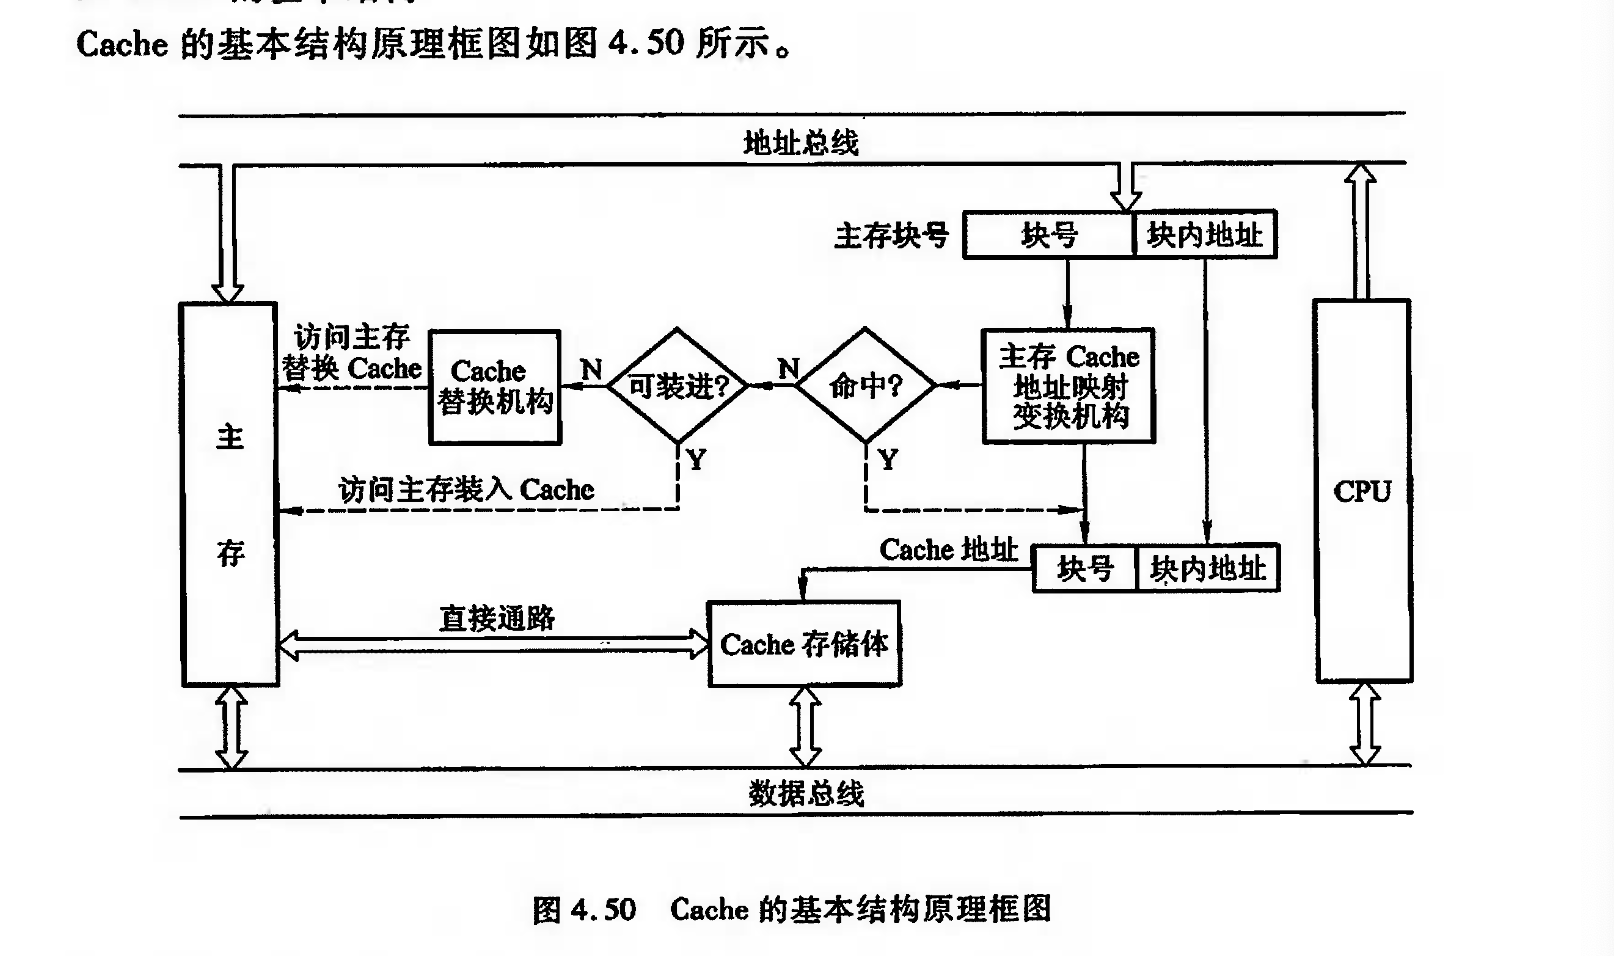 Cache 的基本结构原理框图如图 4.50 所示。
地址总线
主存块号 块号 块内地址
访问主存
替换 Cache
Cache
替换机构
N
可装进?
N
命中?
主存 Cache
地址映射
变换机构
主存
Y
Y
CPU
访问主存装入 Cache
Cache 地址
块号 块内地址
直接通路
Cache 存储体
数据总线
图 4.50 Cache 的基本结构原理框图